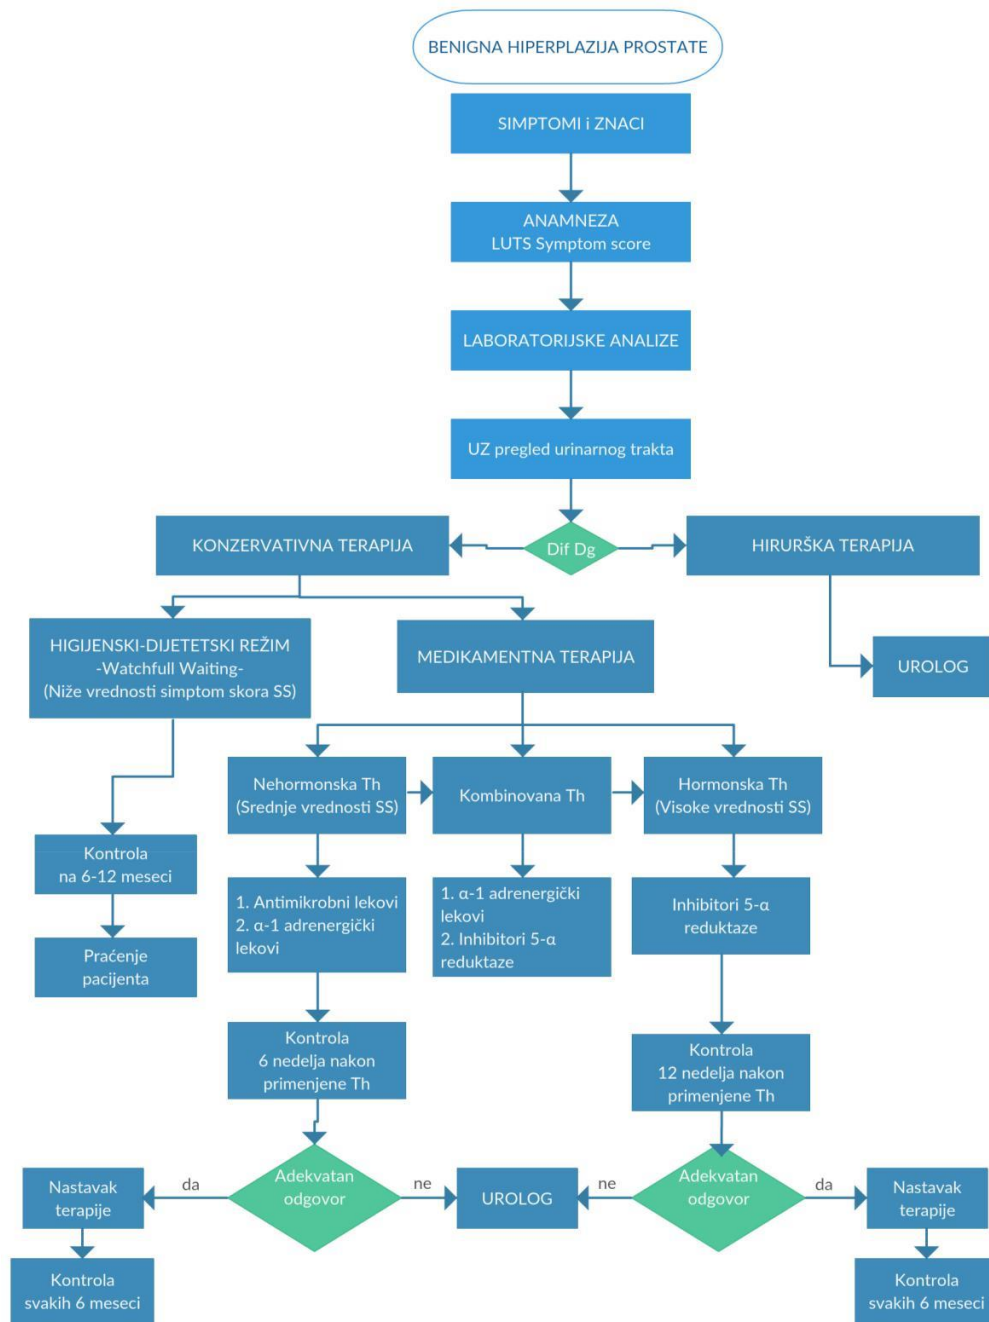 BENIGNA HIPERPLAZIJA PROSTATE
SIMPTOMI i ZNACI
ANAMNEZA
LUTS Symptom score
LABORATORIJSKE ANALIZE
UZ pregled urinarnog trakta
Dif Dg
KONZERVATIVNA TERAPIJA
HIRURŠKA TERAPIJA
UROLOG
HIGIJENSKI-DIJETETSKI REŽIM
-Watchfull Waiting-
(Niže vrednosti simptom skora SS)
MEDIKAMENTNA TERAPIJA
Kontrola
na 6-12 meseci
Praćenje
pacijenta
Nehormonska Th
(Srednje vrednosti SS)
Kombinovana Th
Hormonska Th
(Visoke vrednosti SS)
1. Antimikrobni lekovi
2. α-1 adrenergički
lekovi
1. α-1 adrenergički
lekovi
2. Inhibitori 5-α
reduktaze
Inhibitori 5-α
reduktaze
Kontrola
6 nedelja nakon
primenjene Th
Kontrola
12 nedelja nakon
primenjene Th
Adekvatan
odgovor
da
ne
Nastavak
terapije
Kontrola
svakih 6 meseci
UROLOG
Adekvatan
odgovor
ne
da
Nastavak
terapije
Kontrola
svakih 6 meseci